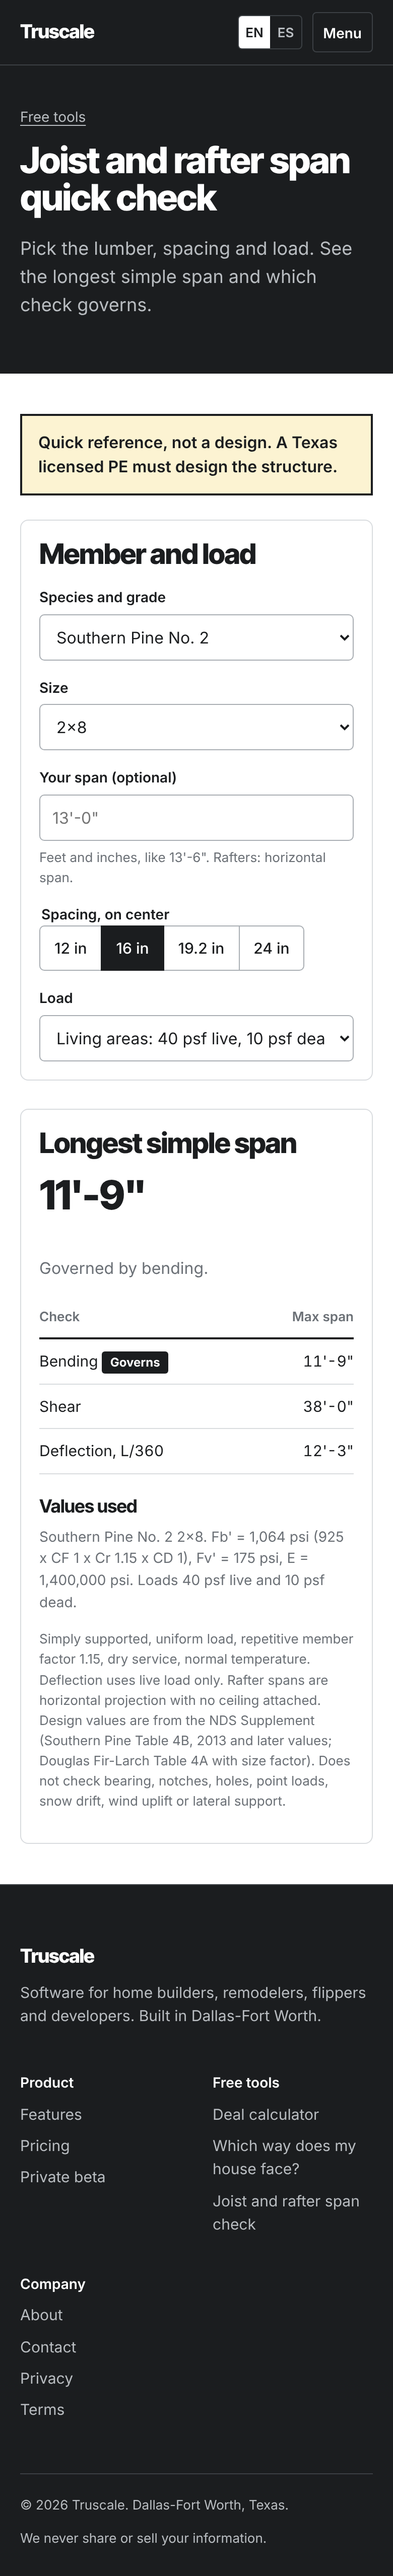 Truscale
EN ES
Menu
Free tools
Joist and rafter span
quick check
Pick the lumber, spacing and load. See
the longest simple span and which
check governs.
Quick reference, not a design. A Texas
licensed PE must design the structure.
Member and load
Species and grade
Southern Pine No. 2
Size
2×8
Your span (optional)
13'-0"
Feet and inches, like 13'-6". Rafters: horizontal
span.
Spacing, on center
12 in 16 in 19.2 in 24 in
Load
Living areas: 40 psf live, 10 psf dea
Longest simple span
11'-9"
Governed by bending.
Check Max span
Bending Governs 11'-9"
Shear 38'-0"
Deflection, L/360 12'-3"
Values used
Southern Pine No. 2 2×8. Fb' = 1,064 psi (925
x CF 1 x Cr 1.15 x CD 1), Fv' = 175 psi, E =
1,400,000 psi. Loads 40 psf live and 10 psf
dead.
Simply supported, uniform load, repetitive member
factor 1.15, dry service, normal temperature.
Deflection uses live load only. Rafter spans are
horizontal projection with no ceiling attached.
Design values are from the NDS Supplement
(Southern Pine Table 4B, 2013 and later values;
Douglas Fir-Larch Table 4A with size factor). Does
not check bearing, notches, holes, point loads,
snow drift, wind uplift or lateral support.
Truscale
Software for home builders, remodelers, flippers
and developers. Built in Dallas-Fort Worth.
Product
Features
Pricing
Private beta
Free tools
Deal calculator
Which way does my
house face?
Joist and rafter span
check
Company
About
Contact
Privacy
Terms
© 2026 Truscale. Dallas-Fort Worth, Texas.
We never share or sell your information.